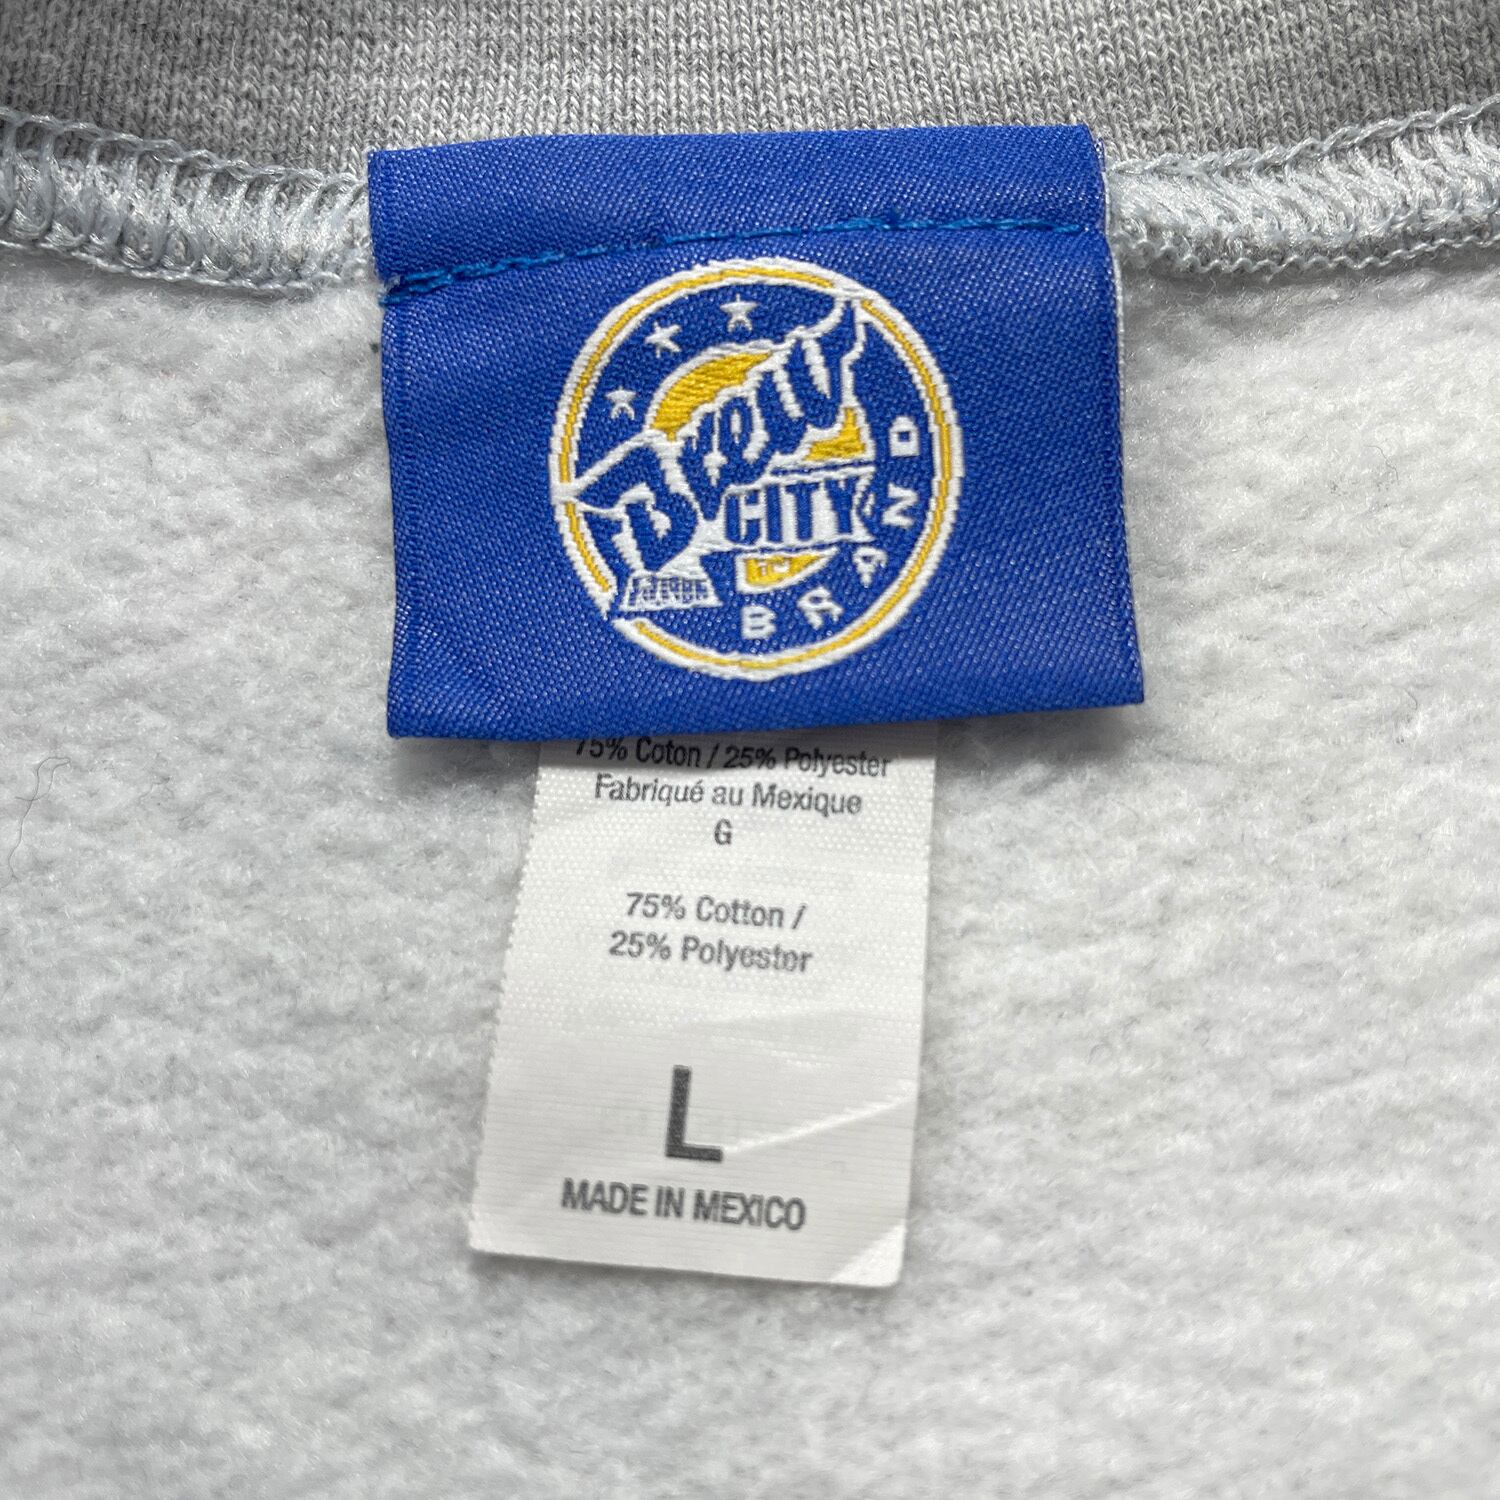 CITY
BRAND
75% Coton / 25% Polyester
Fabriqué au Mexique
G
75% Cotton /
25% Polyester
L
MADE IN MEXICO